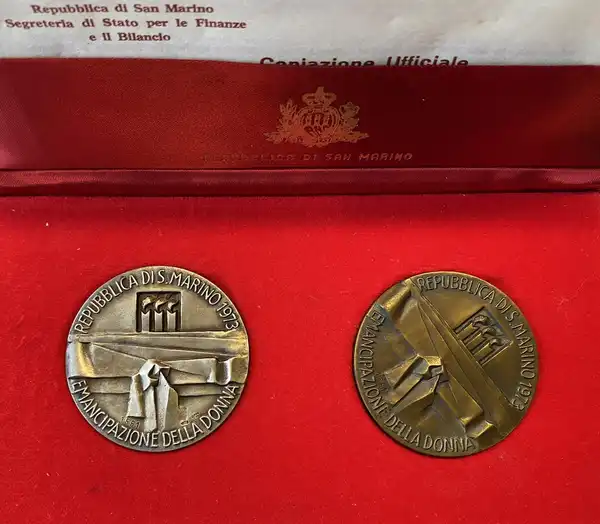 Repubblica di San Marino
Segreteria di Stato per le Finanze
e il Bilancio
Coniazione Ufficiale
REPUBBLICA DI SAN MARINO
REPUBBLICA DI S. MARINO 1973
EMANCIPAZIONE DELLA DONNA
REPUBBLICA DI S. MARINO 1973
EMANCIPAZIONE DELLA DONNA